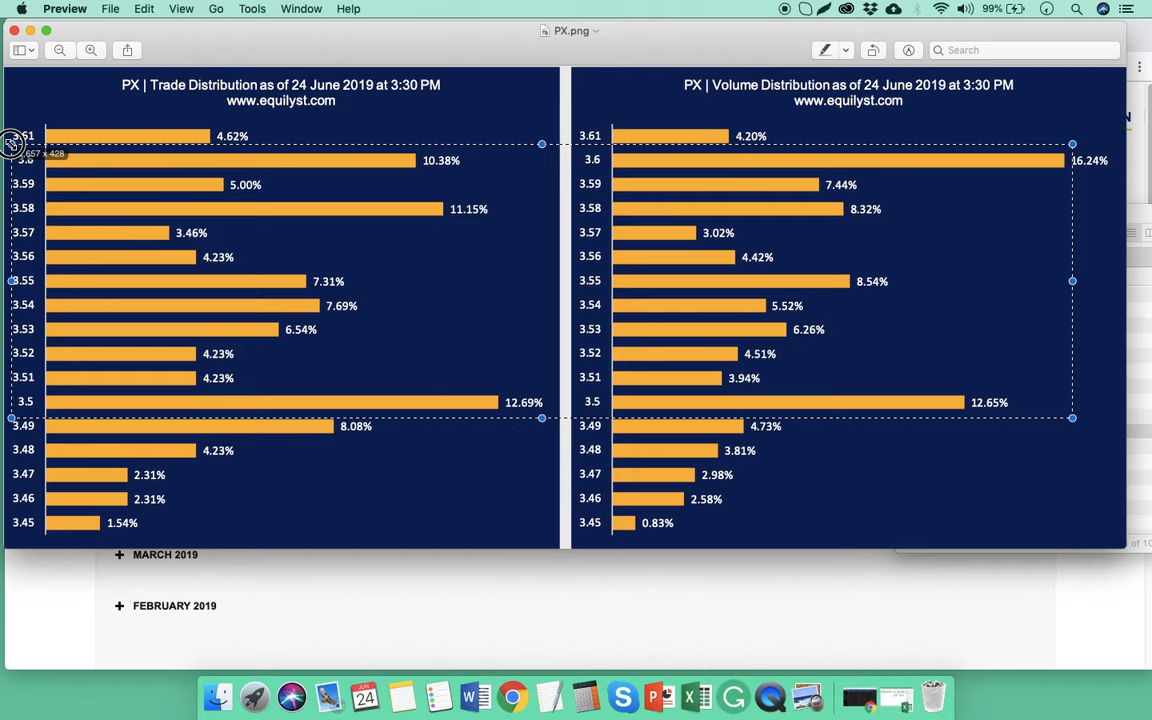 Preview File Edit View Go Tools Window Help 99%
PX.png
Search
PX | Trade Distribution as of 24 June 2019 at 3:30 PM
www.equilyst.com
3.61 4.62%
3.6 10.38%
3.59 5.00%
3.58 11.15%
3.57 3.46%
3.56 4.23%
3.55 7.31%
3.54 7.69%
3.53 6.54%
3.52 4.23%
3.51 4.23%
3.5 12.69%
3.49 8.08%
3.48 4.23%
3.47 2.31%
3.46 2.31%
3.45 1.54%
PX | Volume Distribution as of 24 June 2019 at 3:30 PM
www.equilyst.com
3.61 4.20%
3.6 16.24%
3.59 7.44%
3.58 8.32%
3.57 3.02%
3.56 4.42%
3.55 8.54%
3.54 5.52%
3.53 6.26%
3.52 4.51%
3.51 3.94%
3.5 12.65%
3.49 4.73%
3.48 3.81%
3.47 2.98%
3.46 2.58%
3.45 0.83%
N
of 10
+ MARCH 2019
+ FEBRUARY 2019
JUN
24